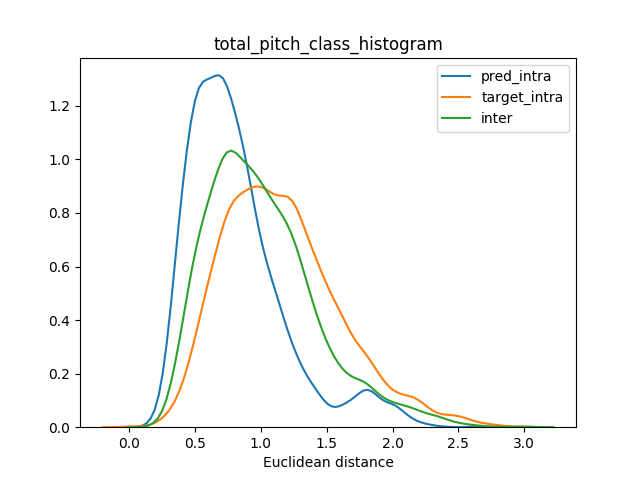 total_pitch_class_histogram
pred_intra
target_intra
inter
1.2
1.0
0.8
0.6
0.4
0.2
0.0
0.0 0.5 1.0 1.5 2.0 2.5 3.0
Euclidean distance